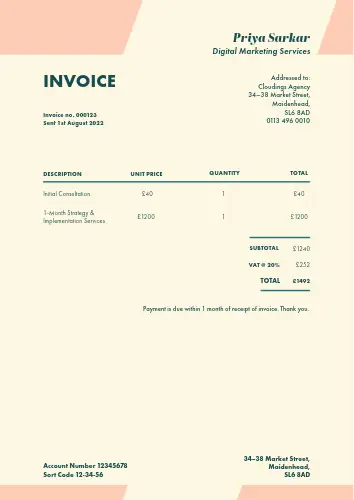 Priya Sarkar
Digital Marketing Services
INVOICE
Addressed to:
Cloudings Agency
34–38 Market Street,
Maidenhead,
SL6 8AD
0113 496 0010
Invoice no. 000123
Sent 1st August 2022
DESCRIPTION UNIT PRICE QUANTITY TOTAL
Initial Consultation £40 1 £40
1-Month Strategy &
Implementation Services £1200 1 £1200
SUBTOTAL £1240
VAT @ 20% £252
TOTAL £1492
Payment is due within 1 month of receipt of invoice. Thank you.
Account Number 12345678
Sort Code 12-34-56
34–38 Market Street,
Maidenhead,
SL6 8AD